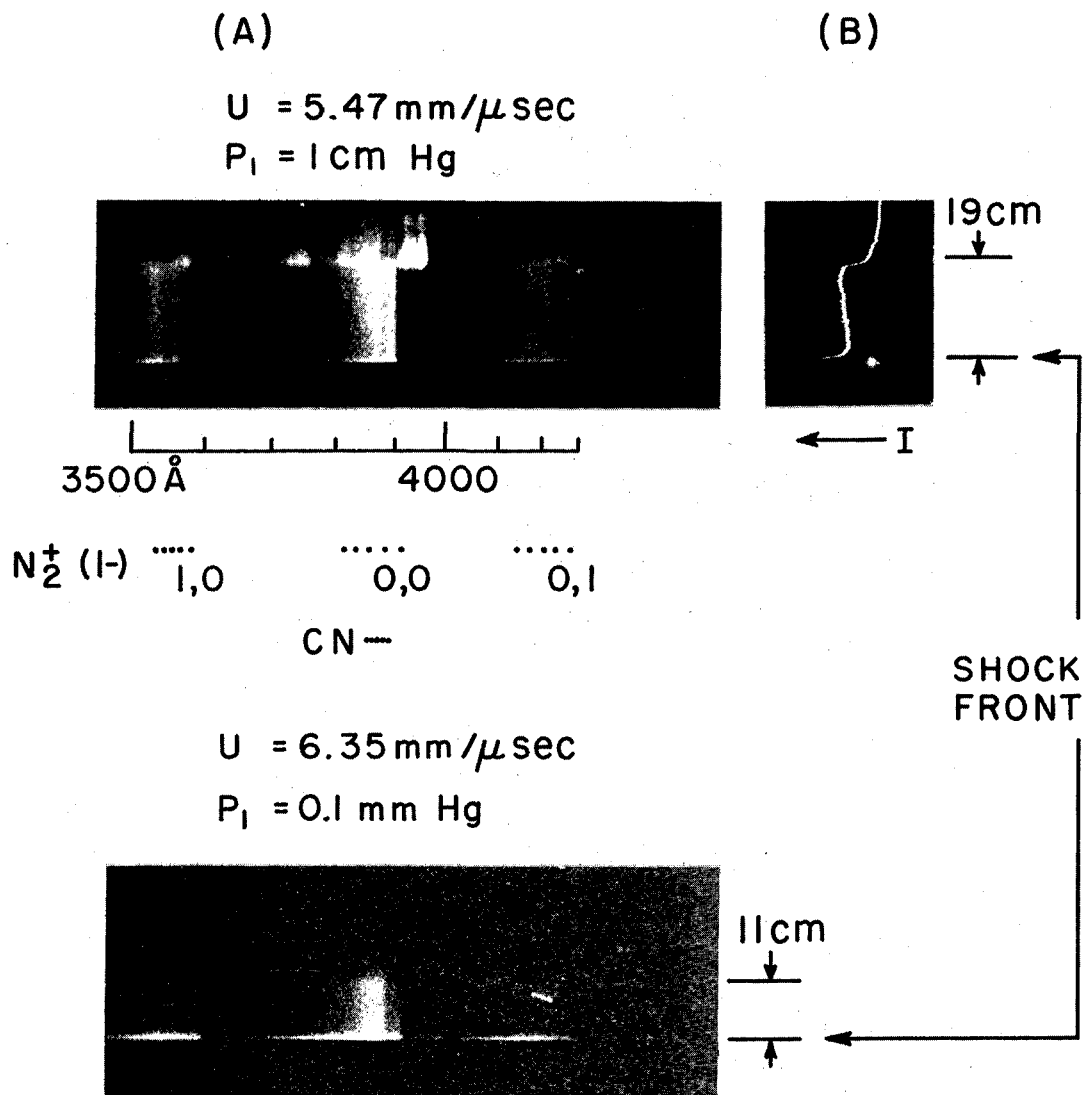 (A)
(B)
U = 5.47 mm/μsec
P₁ = 1 cm Hg
19cm
I
3500 Å
4000
N₂⁺ (1-)
1,0
0,0
0,1
CN
SHOCK
FRONT
U = 6.35 mm/μsec
P₁ = 0.1 mm Hg
11cm